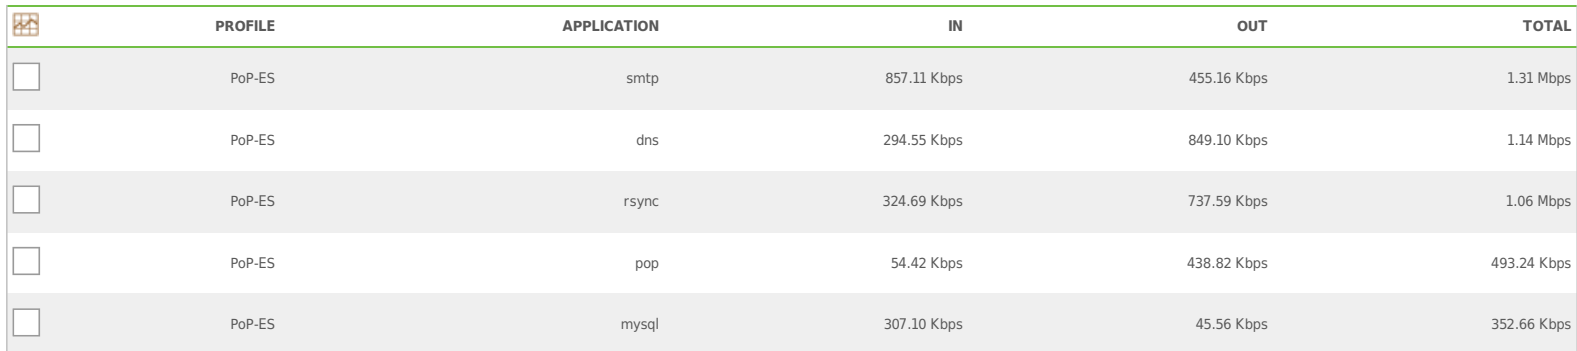 PROFILE APPLICATION IN OUT TOTAL
PoP-ES smtp 857.11 Kbps 455.16 Kbps 1.31 Mbps
PoP-ES dns 294.55 Kbps 849.10 Kbps 1.14 Mbps
PoP-ES rsync 324.69 Kbps 737.59 Kbps 1.06 Mbps
PoP-ES pop 54.42 Kbps 438.82 Kbps 493.24 Kbps
PoP-ES mysql 307.10 Kbps 45.56 Kbps 352.66 Kbps